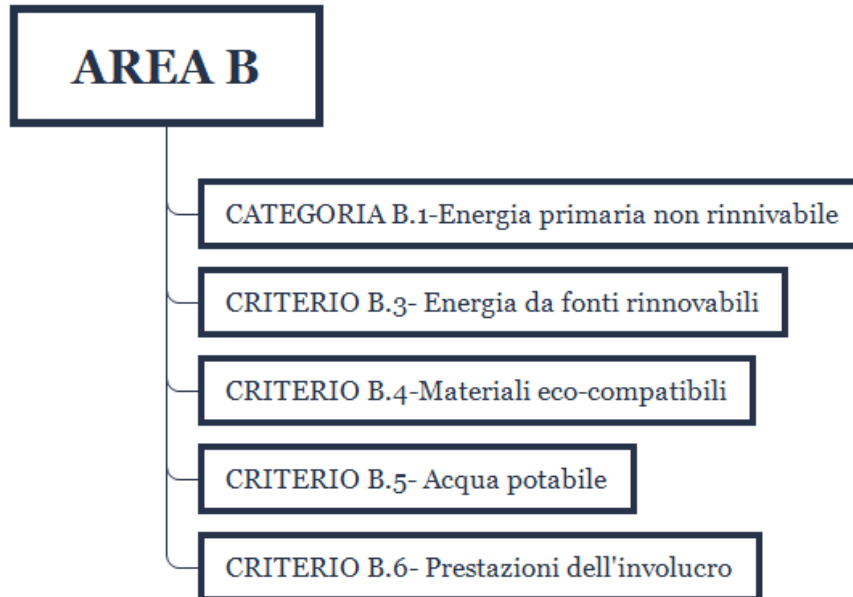 AREA B
CATEGORIA B.1-Energia primaria non rinnivabile
CRITERIO B.3- Energia da fonti rinnovabili
CRITERIO B.4-Materiali eco-compatibili
CRITERIO B.5- Acqua potabile
CRITERIO B.6- Prestazioni dell'involucro